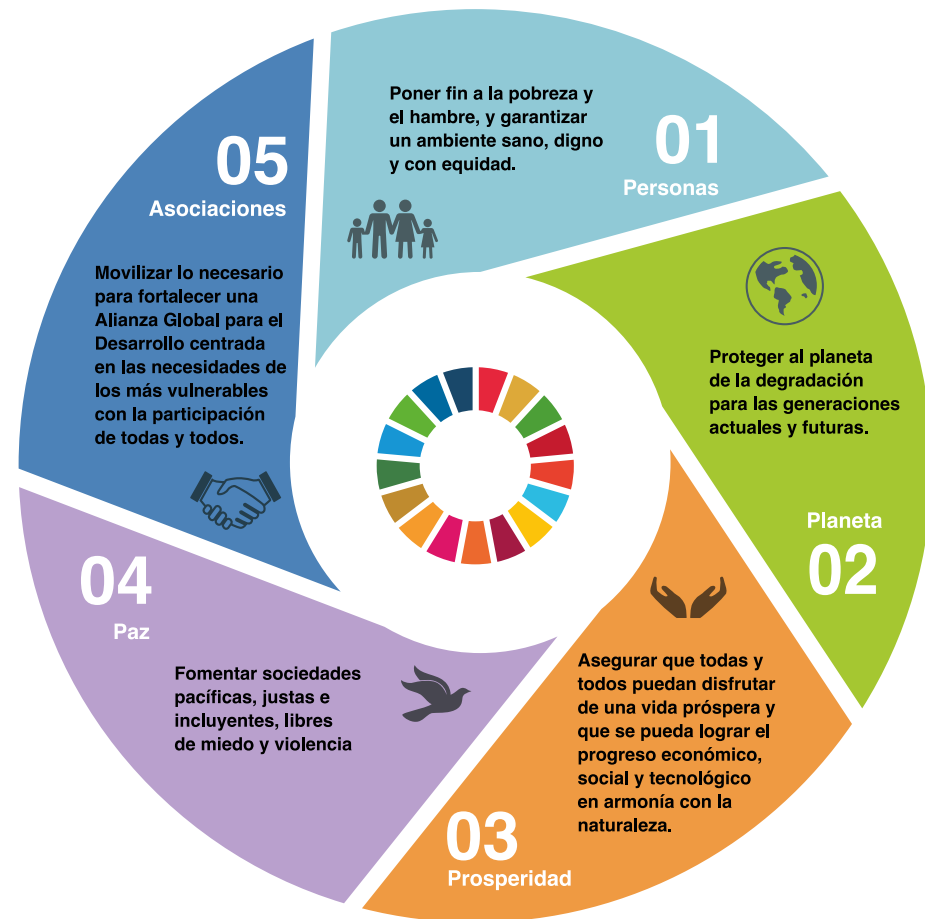 Poner fin a la pobreza y
el hambre, y garantizar
un ambiente sano, digno
y con equidad.
01
Personas
Proteger al planeta
de la degradación
para las generaciones
actuales y futuras.
Planeta
02
Asegurar que todas y
todos puedan disfrutar
de una vida próspera y
que se pueda lograr el
progreso económico,
social y tecnológico
en armonía con la
naturaleza.
03
Prosperidad
04
Paz
Fomentar sociedades
pacíficas, justas e
incluyentes, libres
de miedo y violencia
05
Asociaciones
Movilizar lo necesario
para fortalecer una
Alianza Global para el
Desarrollo centrada
en las necesidades de
los más vulnerables
con la participación
de todas y todos.